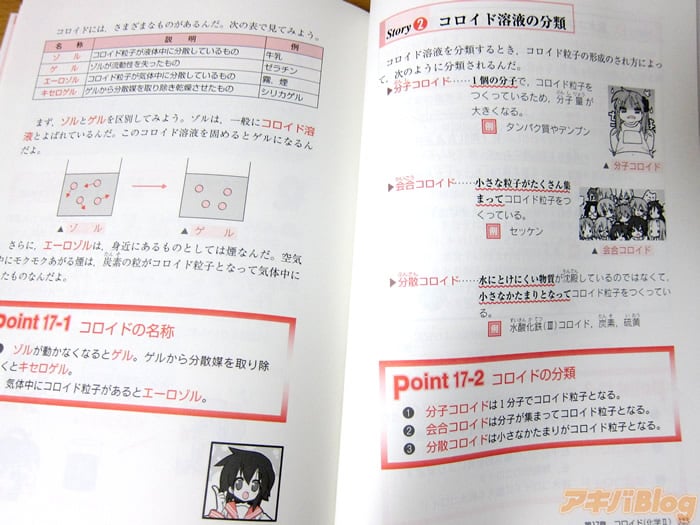 コロイドには，さまざまなものがあるんだ。次の表で見てみよう。
名　称　説　明　例
ゾ　ル　コロイド粒子が液体中に分散しているもの　牛乳
ゲ　ル　ゾルが流動性を失ったもの　ゼラチン
エーロゾル　コロイド粒子が気体中に分散しているもの　霧，煙
キセロゲル　ゲルから分散媒を取り除き乾燥させたもの　シリカゲル
まず，ゾルとゲルを区別してみよう。ゾルは，一般にコロイド溶
液とよばれているんだ。このコロイド溶液を固めるとゲルになるん
だよ。
▲ ゾ　ル　▲ ゲ　ル
さらに，エーロゾルは，身近にあるものとしては煙なんだ。空気
中にモクモクあがる煙は，炭素の粒がコロイド粒子となって気体中に
たものなんだよ。
Point 17-1 コロイドの名称
ゾルが動かなくなるとゲル。ゲルから分散媒を取り除
くとキセロゲル。
気体中にコロイド粒子があるとエーロゾル。
Story ② コロイド溶液の分類
コロイド溶液を分類するとき，コロイド粒子の形成のされ方によっ
て，次のように分類されるんだ。
▶分子コロイド……１個の分子で，コロイド粒子を
つくっているため，分子量が
大きくなる。
例 タンパク質やデンプン
▲ 分子コロイド
▶会合コロイド……小さな粒子がたくさん集
まってコロイド粒子をつ
くっている。
例 セッケン
▲ 会合コロイド
▶分散コロイド……水にとけにくい物質が沈殿しているのではなくて，
小さなかたまりとなってコロイド粒子をつくってい
る。
例 水酸化鉄(Ⅲ)コロイド，炭素，硫黄
Point 17-2 コロイドの分類
❶ 分子コロイドは１分子でコロイド粒子となる。
❷ 会合コロイドは分子が集まってコロイド粒子となる。
❸ 分散コロイドは小さなかたまりがコロイド粒子となる。
アキバBlog
第17章 コロイド(化学Ⅱ)